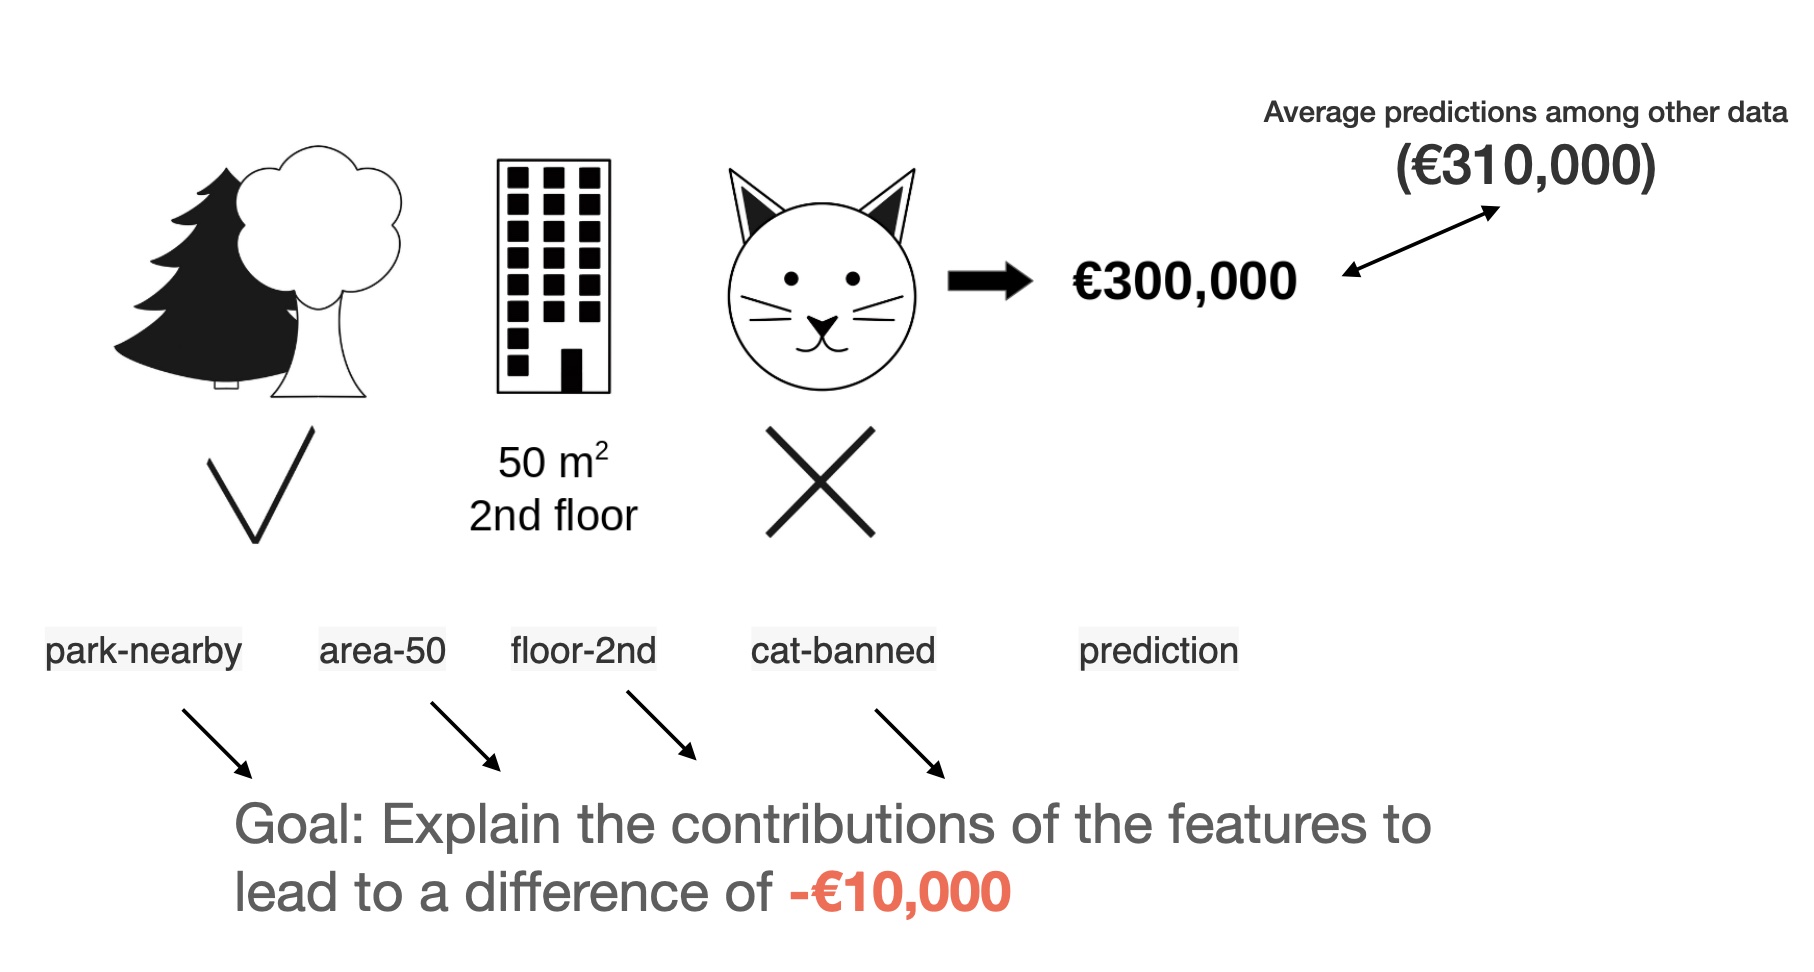 Average predictions among other data
(€310,000)
€300,000
50 m²
2nd floor
park-nearby area-50 floor-2nd cat-banned prediction
Goal: Explain the contributions of the features to
lead to a difference of -€10,000